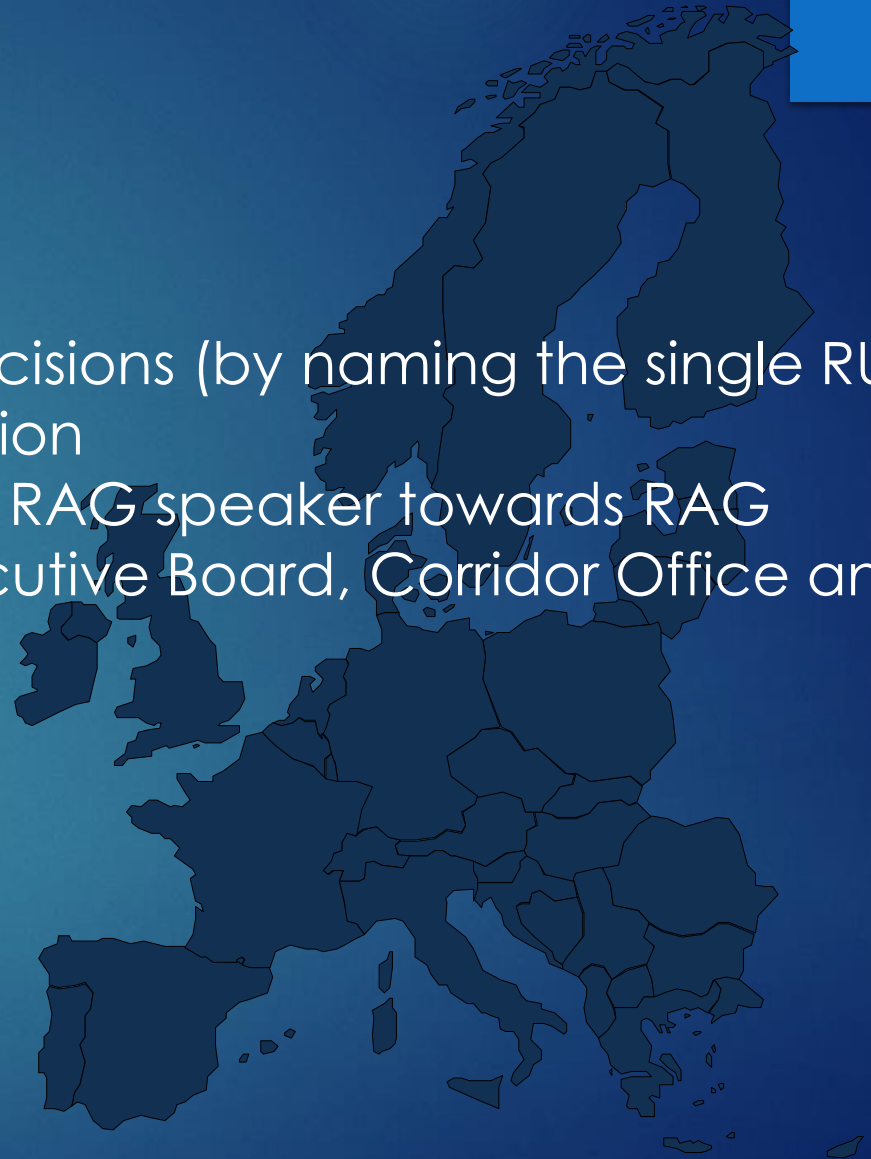 cisions (by naming the single RU
ion
RAG speaker towards RAG
cutive Board, Corridor Office an